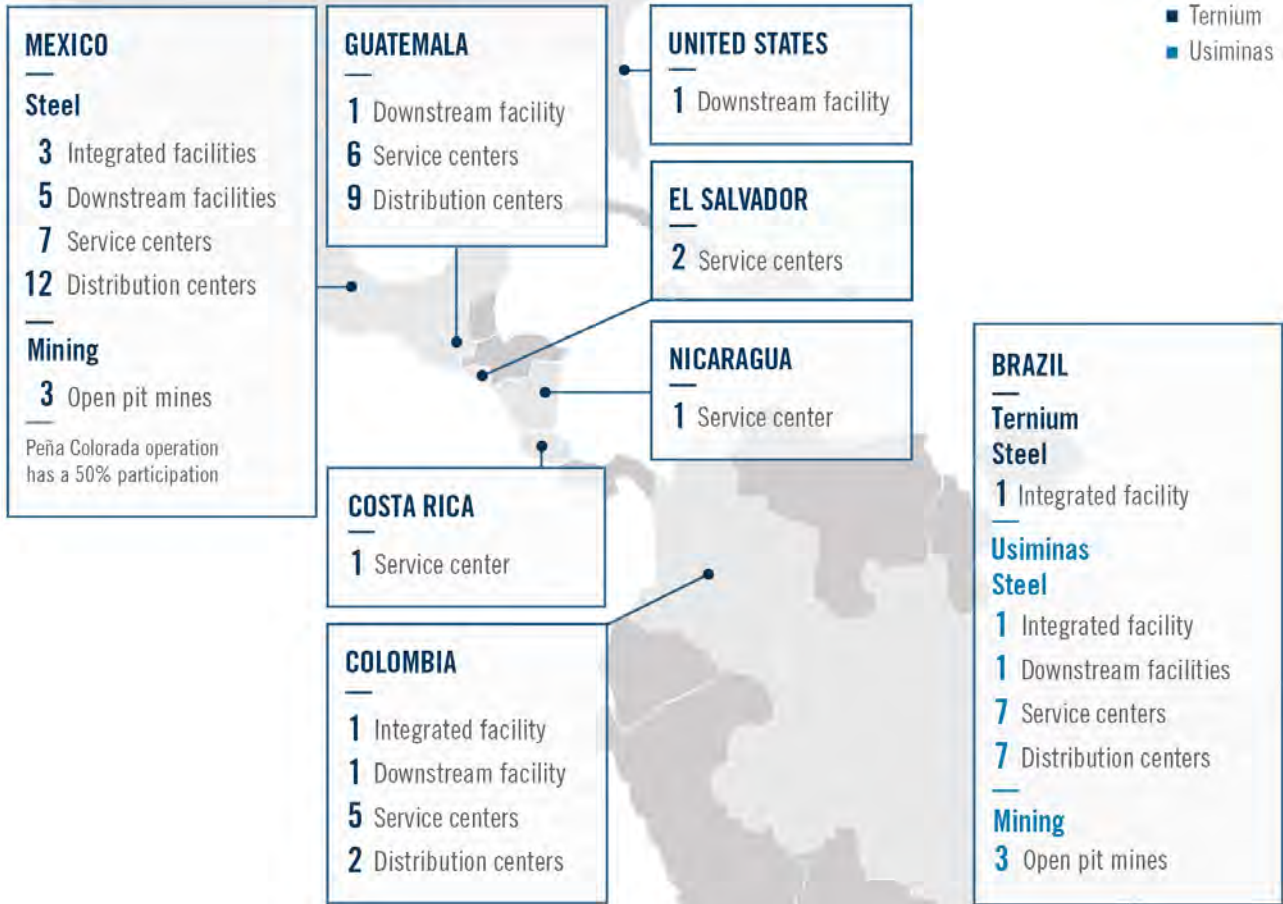 MEXICO
Steel
3 Integrated facilities
5 Downstream facilities
7 Service centers
12 Distribution centers
Mining
3 Open pit mines
Peña Colorada operation
has a 50% participation
GUATEMALA
1 Downstream facility
6 Service centers
9 Distribution centers
UNITED STATES
1 Downstream facility
Ternium
Usiminas
EL SALVADOR
2 Service centers
NICARAGUA
1 Service center
COSTA RICA
1 Service center
COLOMBIA
1 Integrated facility
1 Downstream facility
5 Service centers
2 Distribution centers
BRAZIL
Ternium
Steel
1 Integrated facility
Usiminas
Steel
1 Integrated facility
1 Downstream facilities
7 Service centers
7 Distribution centers
Mining
3 Open pit mines